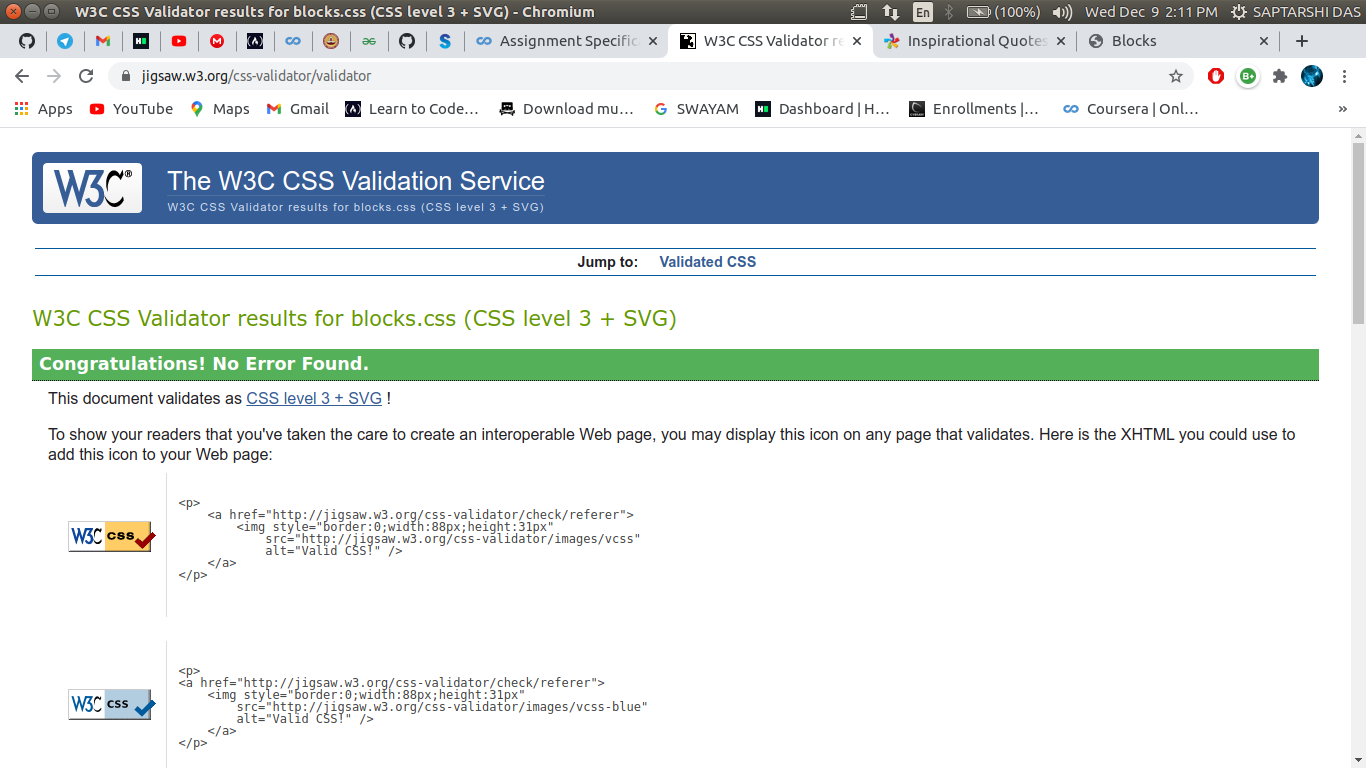 W3C CSS Validator results for blocks.css (CSS level 3 + SVG) - Chromium
En (100%) Wed Dec 9 2:11 PM SAPTARSHI DAS
Assignment Specific W3C CSS Validator re Inspirational Quotes Blocks
jigsaw.w3.org/css-validator/validator
Apps YouTube Maps Gmail Learn to Code… Download mu… SWAYAM Dashboard | H… Enrollments |… Coursera | Onl… »
W3C® The W3C CSS Validation Service
W3C CSS Validator results for blocks.css (CSS level 3 + SVG)
Jump to: Validated CSS
W3C CSS Validator results for blocks.css (CSS level 3 + SVG)
Congratulations! No Error Found.
This document validates as CSS level 3 + SVG !
To show your readers that you've taken the care to create an interoperable Web page, you may display this icon on any page that validates. Here is the XHTML you could use to
add this icon to your Web page:
W3C css
<p>
<a href="http://jigsaw.w3.org/css-validator/check/referer">
<img style="border:0;width:88px;height:31px"
src="http://jigsaw.w3.org/css-validator/images/vcss"
alt="Valid CSS!" />
</a>
</p>
W3C css
<p>
<a href="http://jigsaw.w3.org/css-validator/check/referer">
<img style="border:0;width:88px;height:31px"
src="http://jigsaw.w3.org/css-validator/images/vcss-blue"
alt="Valid CSS!" />
</a>
</p>